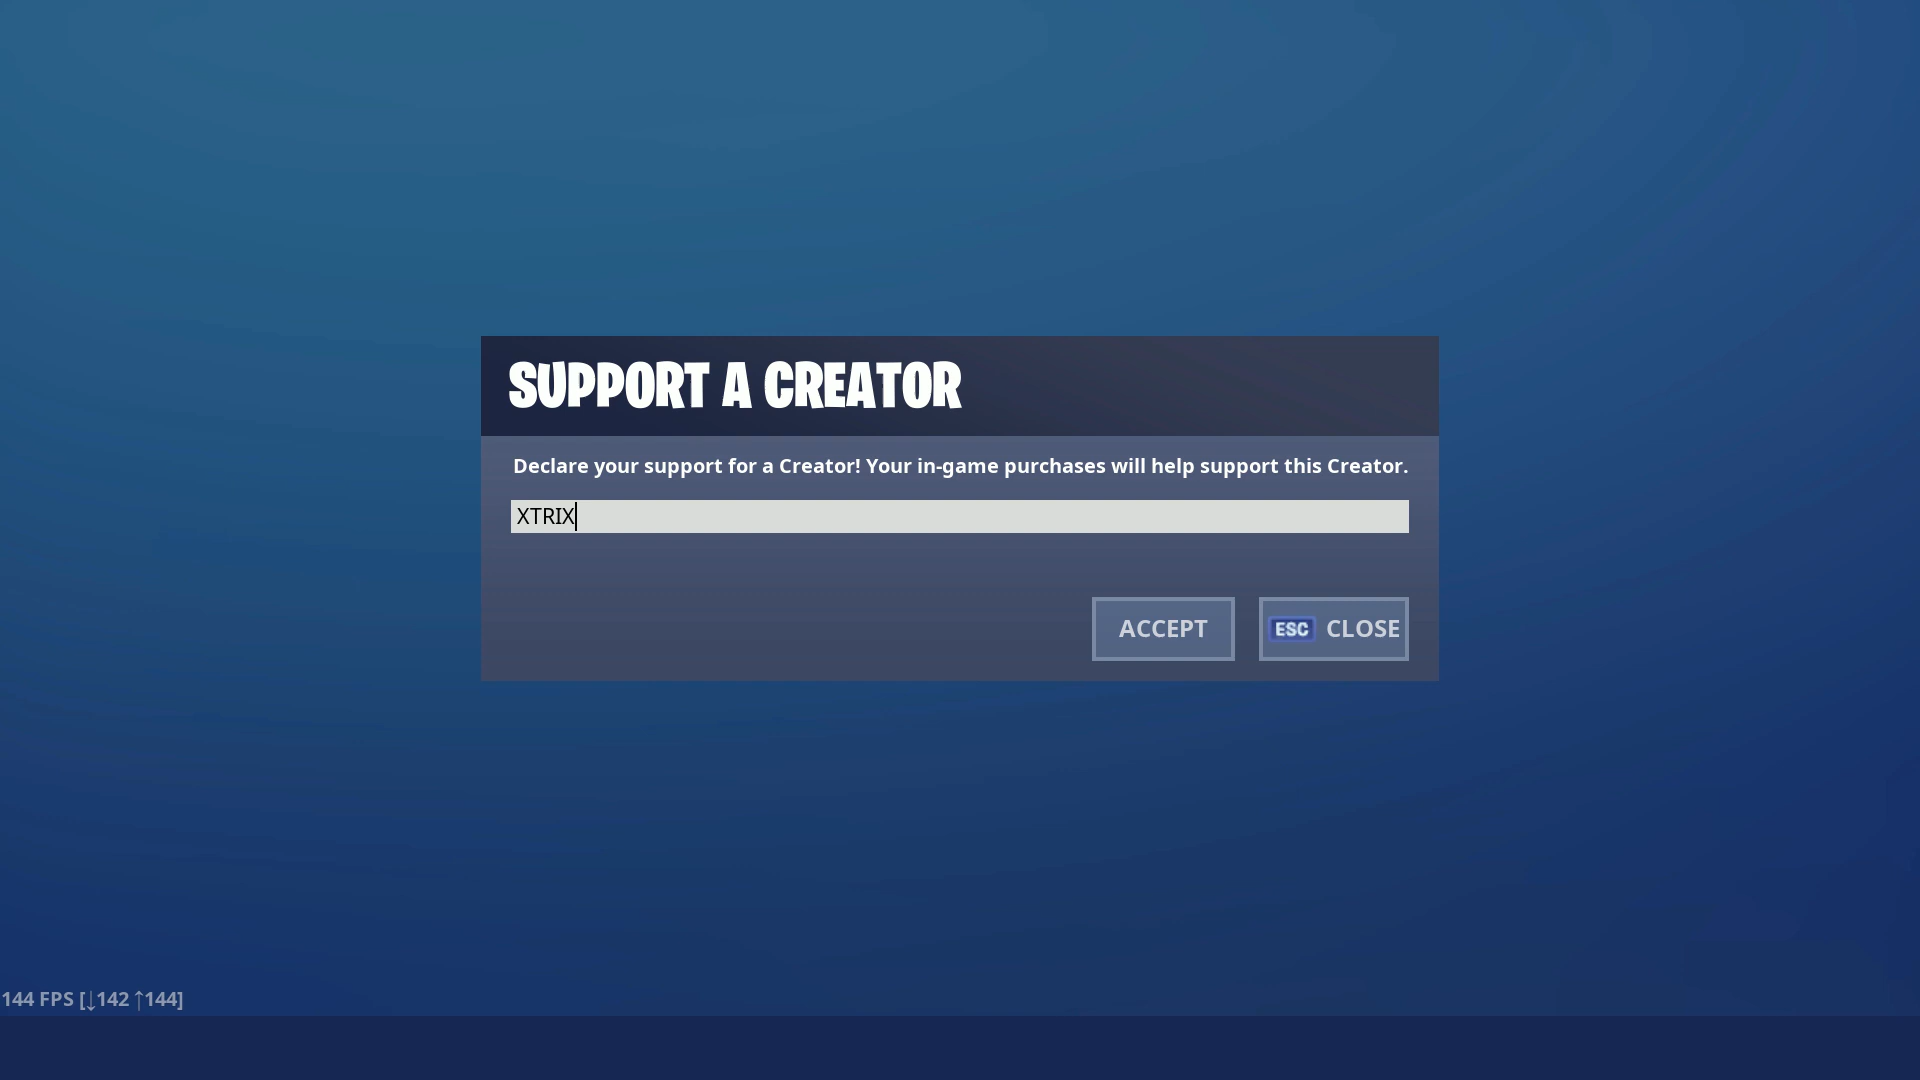 SUPPORT A CREATOR
Declare your support for a Creator! Your in-game purchases will help support this Creator.
XTRIX
ACCEPT
ESC CLOSE
144 FPS [↓142 ↑144]